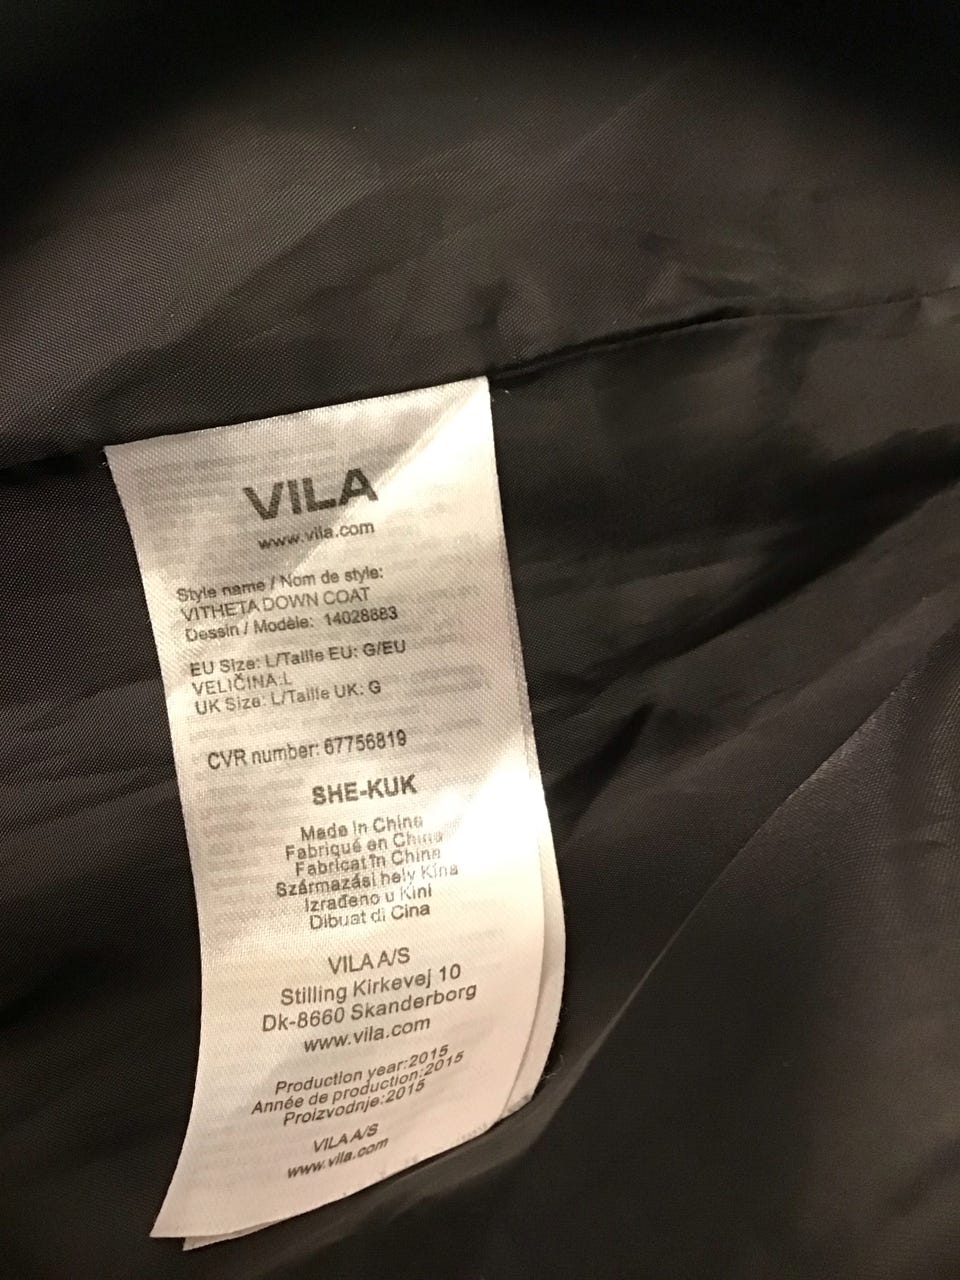 VILA
www.vila.com
Style name / Nom de style:
VITHETA DOWN COAT
Dessin / Modèle: 14028883
EU Size: L/Taille EU: G/EU
VELIČINA:L
UK Size: L/Taille UK: G
CVR number: 67756819
SHE-KUK
Made in China
Fabriqué en China
Fabricat în China
Származási hely Kína
Izrađeno u Kini
Dibuat di Cina
VILA A/S
Stilling Kirkevej 10
Dk-8660 Skanderborg
www.vila.com
Production year:2015
Année de production:2015
Proizvodnje:2015
VILA A/S
www.vila.com